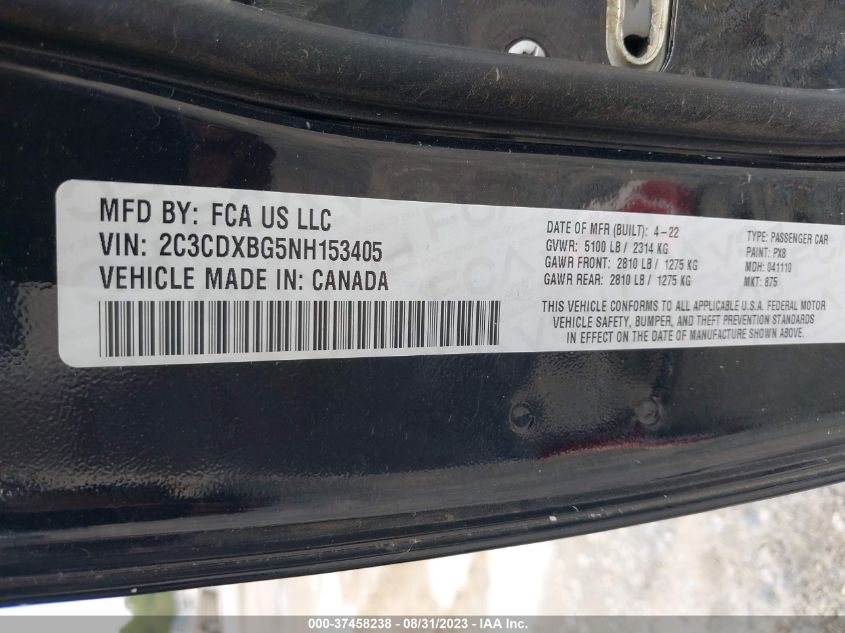 MFD BY: FCA US LLC
VIN: 2C3CDXBG5NH153405
VEHICLE MADE IN: CANADA
DATE OF MFR (BUILT): 4-22
GVWR: 5100 LB / 2314 KG
GAWR FRONT: 2810 LB / 1275 KG
GAWR REAR: 2810 LB / 1275 KG
TYPE: PASSENGER CAR
PAINT: PX8
MDH: 041110
MKT: 875
THIS VEHICLE CONFORMS TO ALL APPLICABLE U.S.A. FEDERAL MOTOR
VEHICLE SAFETY, BUMPER, AND THEFT PREVENTION STANDARDS
IN EFFECT ON THE DATE OF MANUFACTURE SHOWN ABOVE.
000-37458238 - 08/31/2023 - IAA Inc.